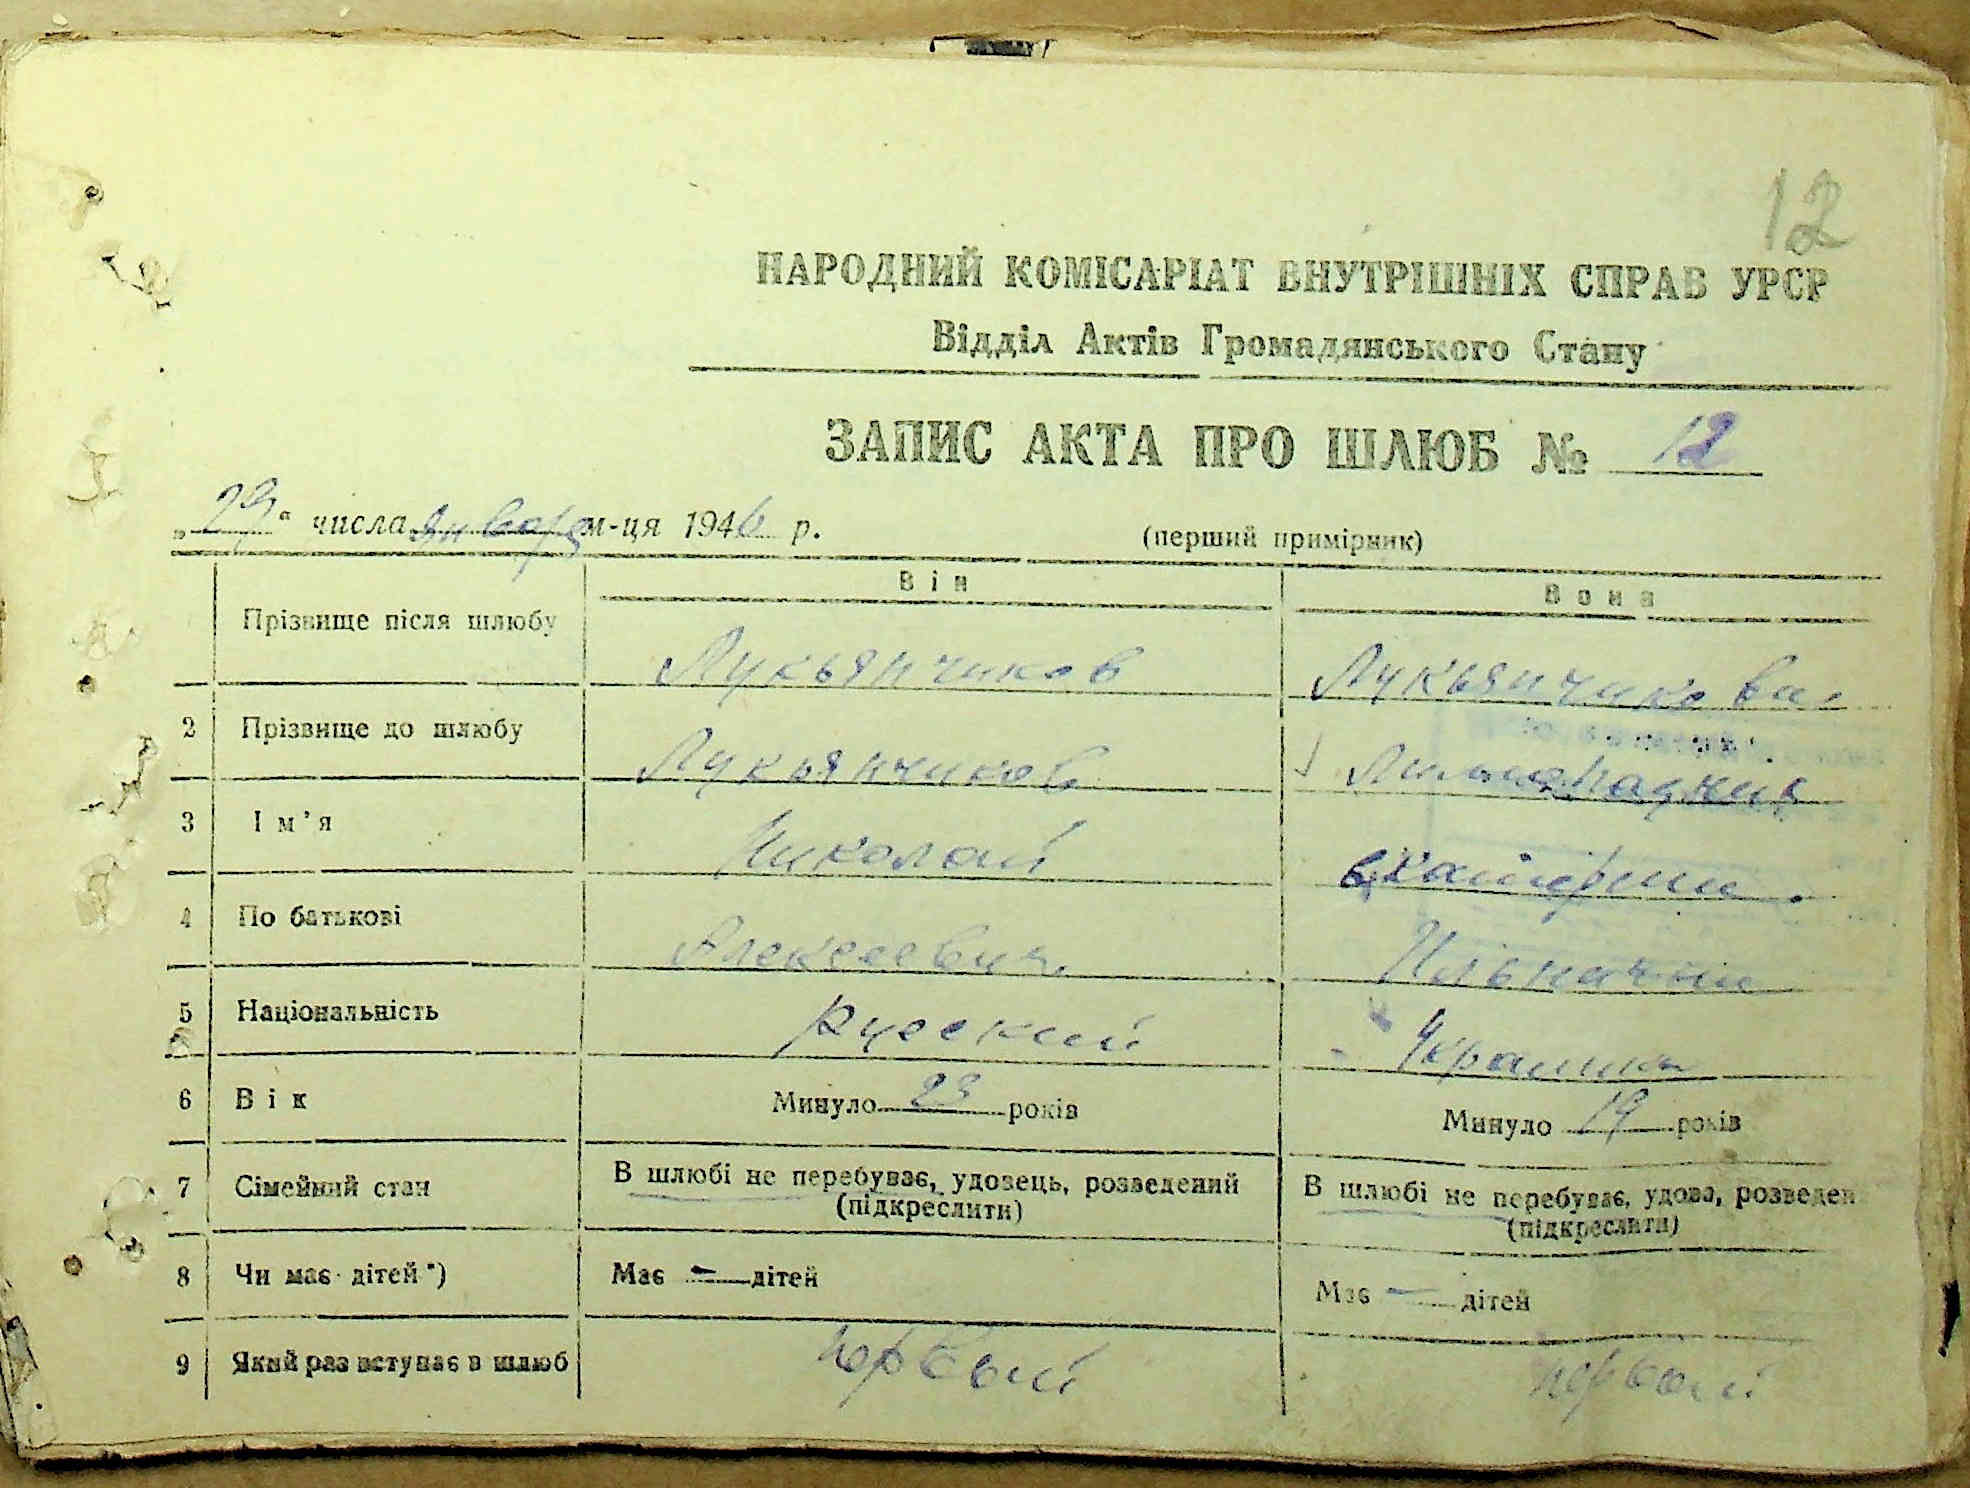 12
НАРОДНИЙ КОМІСАРІАТ ВНУТРІШНІХ СПРАВ УРСР
Відділ Актів Громадянського Стану
ЗАПИС АКТА ПРО ШЛЮБ № 12
„29“ числа января м-ця 1946 р. (перший примірник)
Він Вона
Прізвище після шлюбу Лукьянчиков Лукьянчикова
2 Прізвище до шлюбу Лукьянчиков
3 Ім'я Николай Екатерина
4 По батькові Алексеевич
5 Національність Русский Украинка
6 Вік Минуло 23 років Минуло 19 років
7 Сімейний стан В шлюбі не перебуває, удовець, розведений В шлюбі не перебуває, удова, розведен
(підкреслити) (підкреслити)
8 Чи має дітей*) Має — дітей Має — дітей
9 Який раз вступає в шлюб первый первый